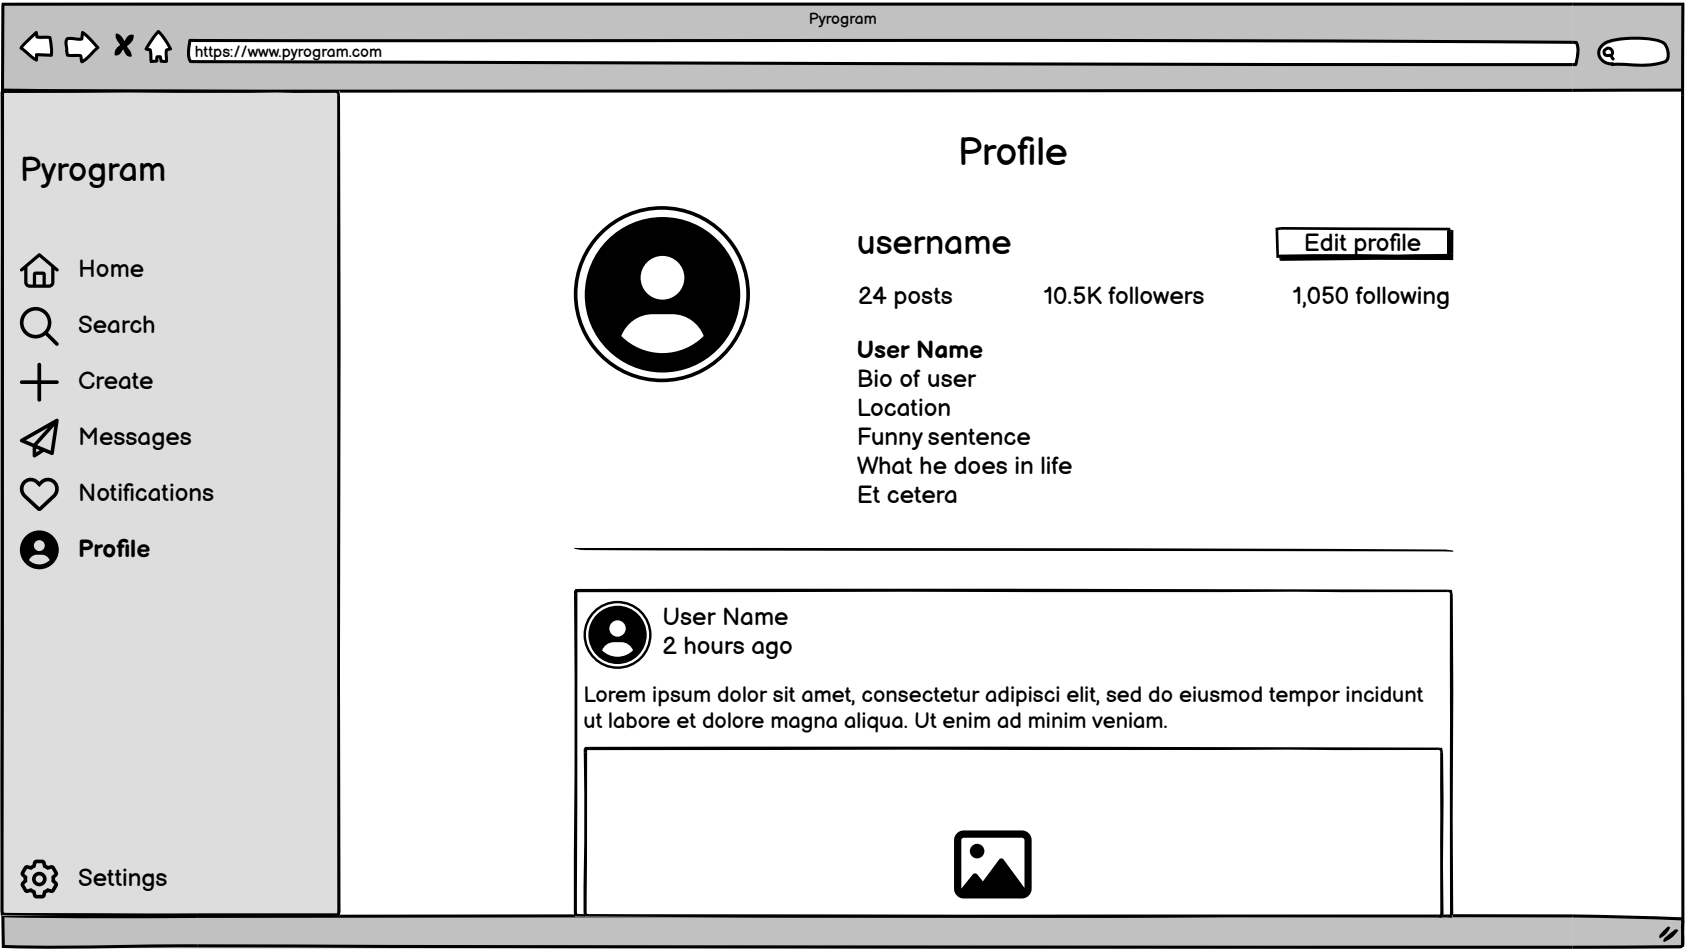 Pyrogram
https://www.pyrogram.com
Pyrogram
Home
Search
Create
Messages
Notifications
Profile
Settings
Profile
username
Edit profile
24 posts
10.5K followers
1,050 following
User Name
Bio of user
Location
Funny sentence
What he does in life
Et cetera
User Name
2 hours ago
Lorem ipsum dolor sit amet, consectetur adipisci elit, sed do eiusmod tempor incidunt
ut labore et dolore magna aliqua. Ut enim ad minim veniam.